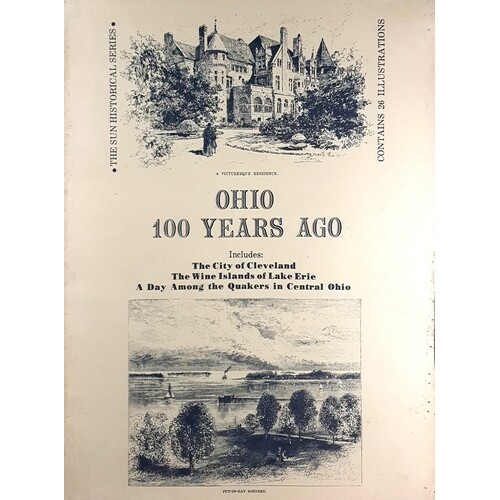 • THE SUN HISTORICAL SERIES •
CONTAINS 26 ILLUSTRATIONS
A PICTURESQUE RESIDENCE.
OHIO
100 YEARS AGO
Includes:
The City of Cleveland
The Wine Islands of Lake Erie
A Day Among the Quakers in Central Ohio
PUT-IN-BAY SCENERY.